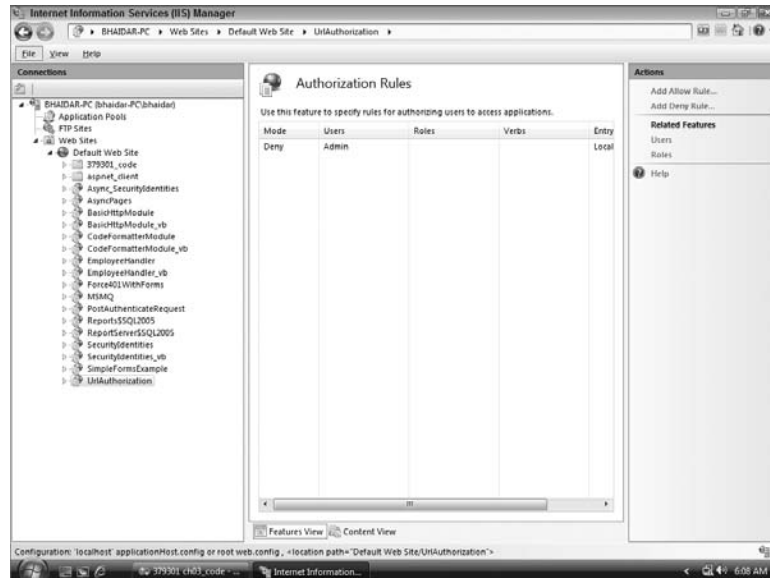 Internet Information Services (IIS) Manager
BHAIDAR-PC ▸ Web Sites ▸ Default Web Site ▸ UrlAuthorization ▸
File View Help
Connections
BHAIDAR-PC (bhaidar-PC\bhaidar)
Application Pools
FTP Sites
Web Sites
Default Web Site
379301_code
aspnet_client
Async_SecurityIdentities
AsyncPages
BasicHttpModule
BasicHttpModule_vb
CodeFormatterModule
CodeFormatterModule_vb
EmployeeHandler
EmployeeHandler_vb
Force401WithForms
MSMQ
PostAuthenticateRequest
Reports$SQL2005
ReportServer$SQL2005
SecurityIdentities
SecurityIdentities_vb
SimpleFormsExample
UrlAuthorization
Authorization Rules
Use this feature to specify rules for authorizing users to access applications.
Mode Users Roles Verbs Entry
Deny Admin Local
Features View Content View
Actions
Add Allow Rule...
Add Deny Rule...
Related Features
Users
Roles
Help
Configuration: 'localhost' applicationHost.config or root web.config , <location path="Default Web Site/UrlAuthorization">
379301 ch03_code - ... Internet Information... 6:08 AM